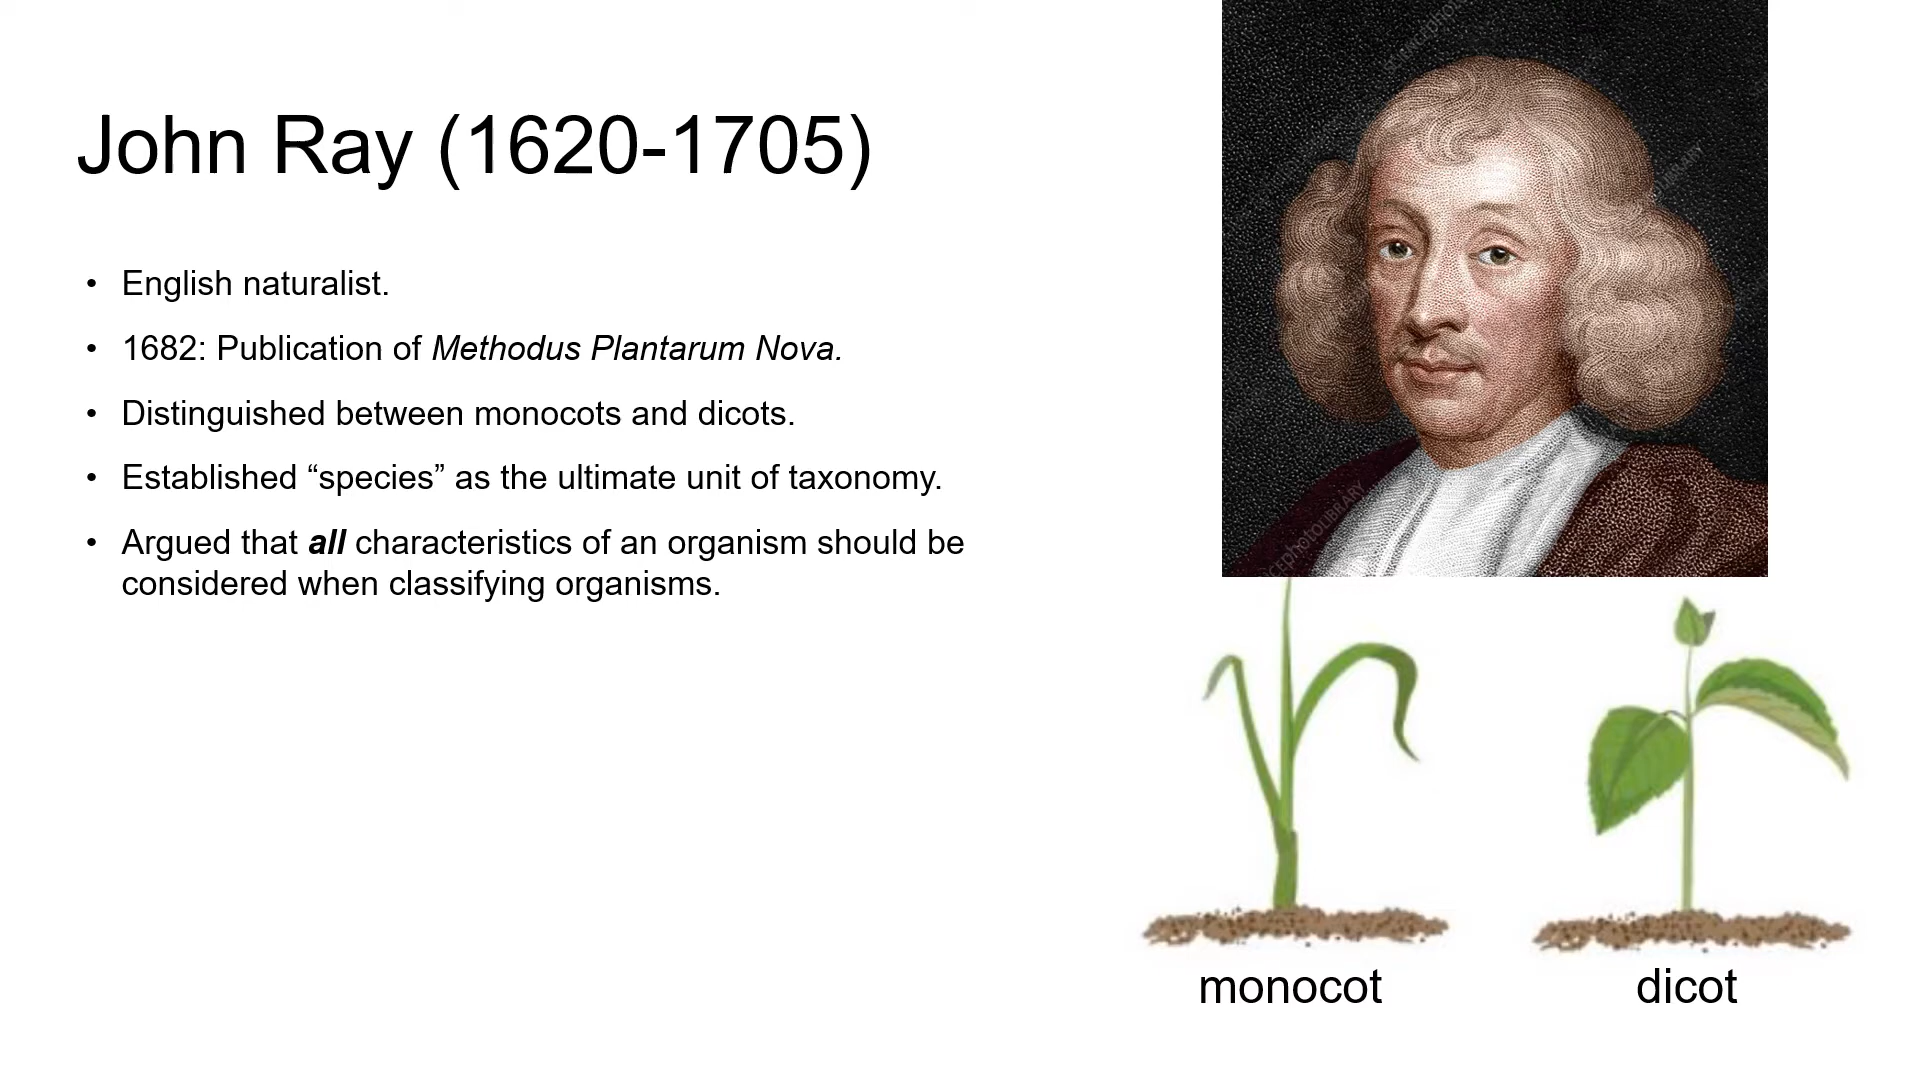 John Ray (1620-1705)
• English naturalist.
• 1682: Publication of Methodus Plantarum Nova.
• Distinguished between monocots and dicots.
• Established “species” as the ultimate unit of taxonomy.
• Argued that all characteristics of an organism should be
considered when classifying organisms.
monocot
dicot